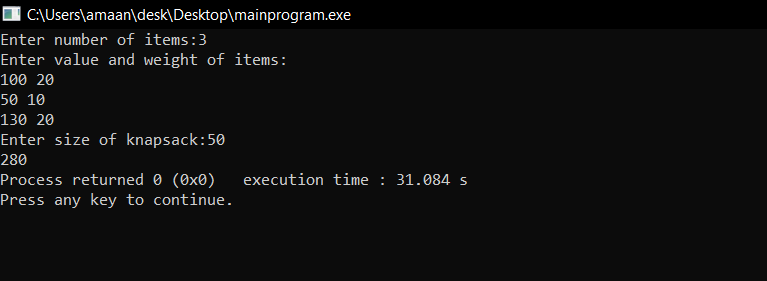 C:\Users\amaan\desk\Desktop\mainprogram.exe
Enter number of items:3
Enter value and weight of items:
100 20
50 10
130 20
Enter size of knapsack:50
280
Process returned 0 (0x0)   execution time : 31.084 s
Press any key to continue.